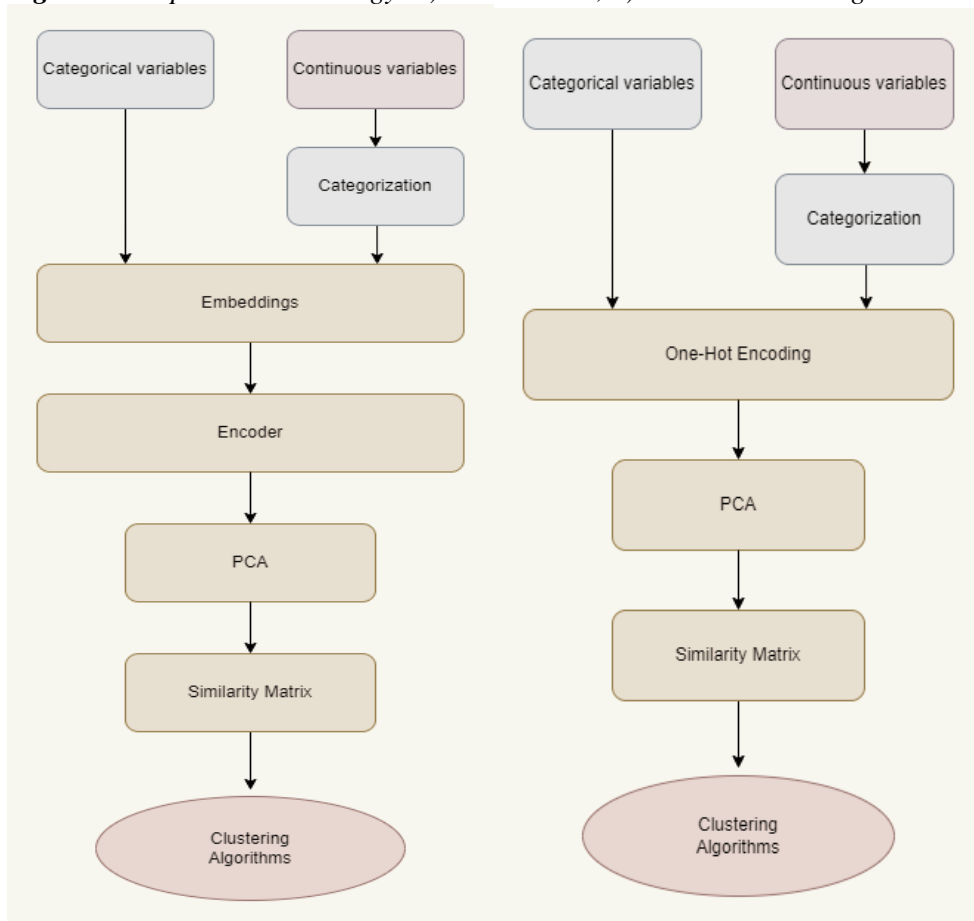 Categorical variables
Continuous variables
Categorization
Embeddings
Encoder
PCA
Similarity Matrix
Clustering
Algorithms
Categorical variables
Continuous variables
Categorization
One-Hot Encoding
PCA
Similarity Matrix
Clustering
Algorithms